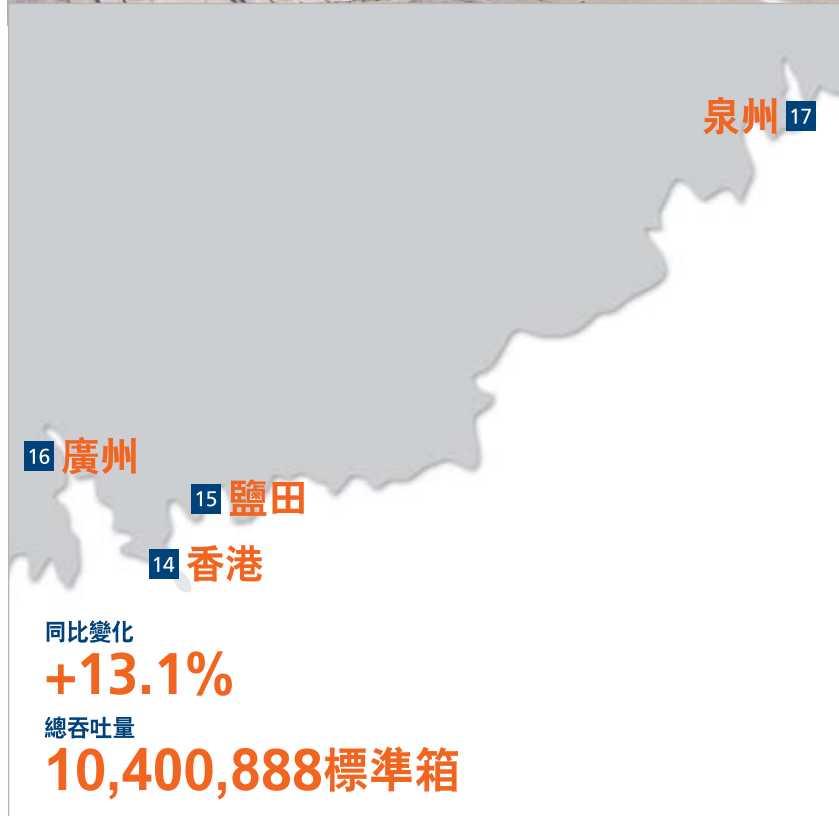 泉州 17
16 廣州
15 鹽田
14 香港
同比變化
+13.1%
總吞吐量
10,400,888標準箱